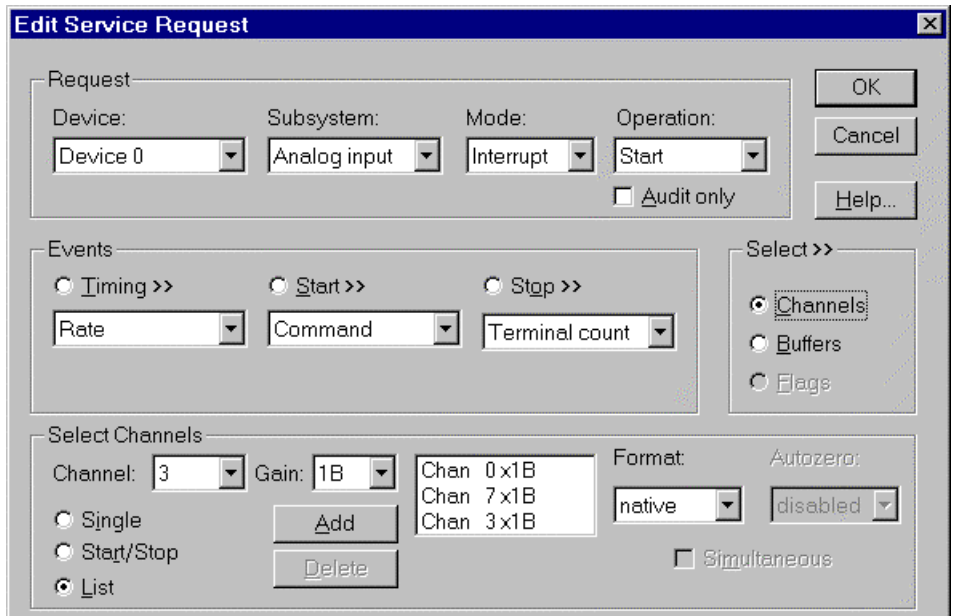 Edit Service Request
Request
Device: Subsystem: Mode: Operation:
Device 0 Analog input Interrupt Start
Audit only
OK
Cancel
Help...
Events
Timing >> Start >> Stop >>
Rate Command Terminal count
Select >>
Channels
Buffers
Flags
Select Channels
Channel: 3 Gain: 1B
Single
Start/Stop
List
Add
Delete
Chan 0 x1B
Chan 7 x1B
Chan 3 x1B
Format: Autozero:
native disabled
Simultaneous